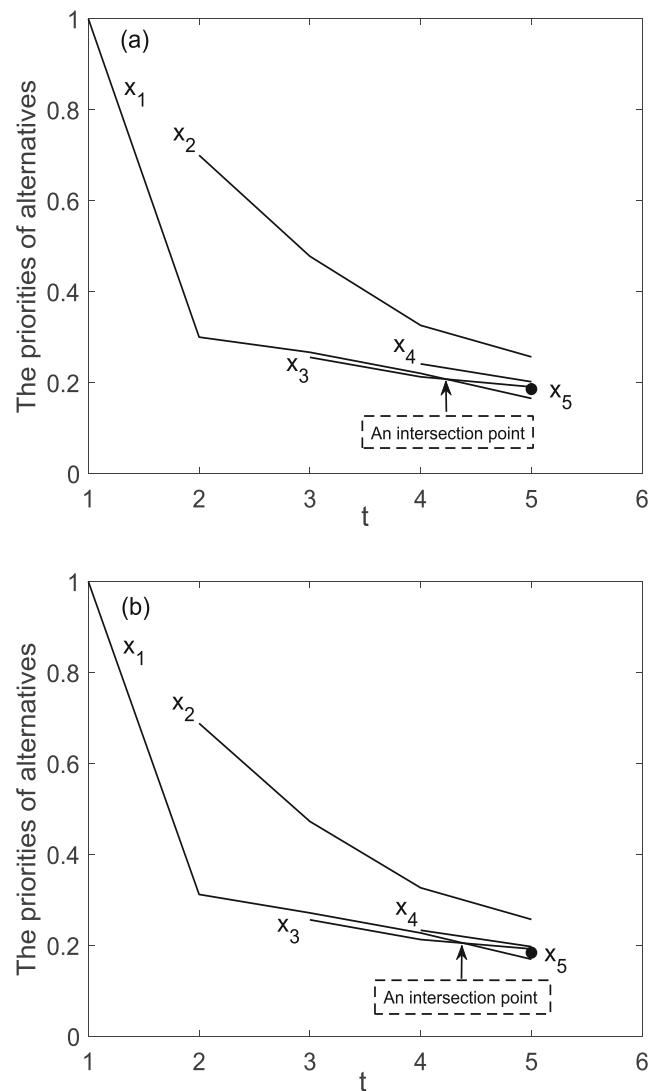 (a)
The priorities of alternatives
1
0.8
0.6
0.4
0.2
0
x1
x2
x3
x4
x5
An intersection point
1 2 3 4 5 6
t
(b)
The priorities of alternatives
1
0.8
0.6
0.4
0.2
0
x1
x2
x3
x4
x5
An intersection point
1 2 3 4 5 6
t